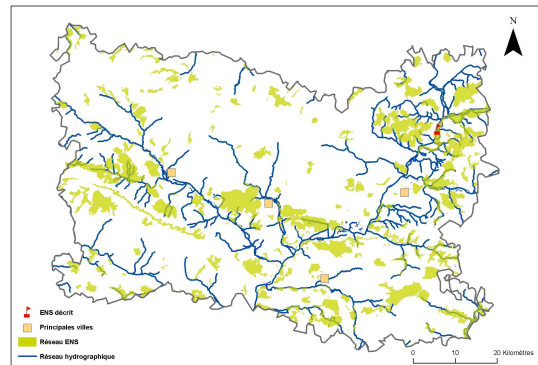 N
ENS décrit
Principales villes
Réseau ENS
Réseau hydrographique
0 10 20 Kilomètres